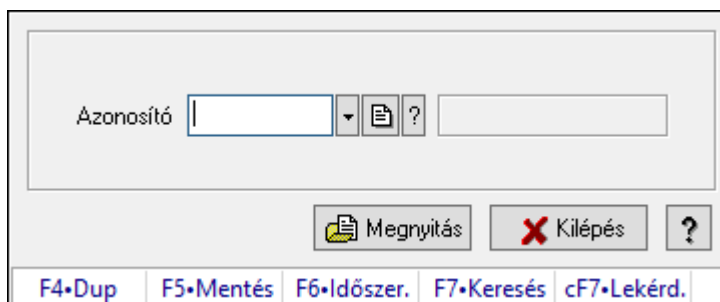 Azonosító ?
Megnyitás Kilépés ?
F4•Dup F5•Mentés F6•Időszer. F7•Keresés cF7•Lekérd.